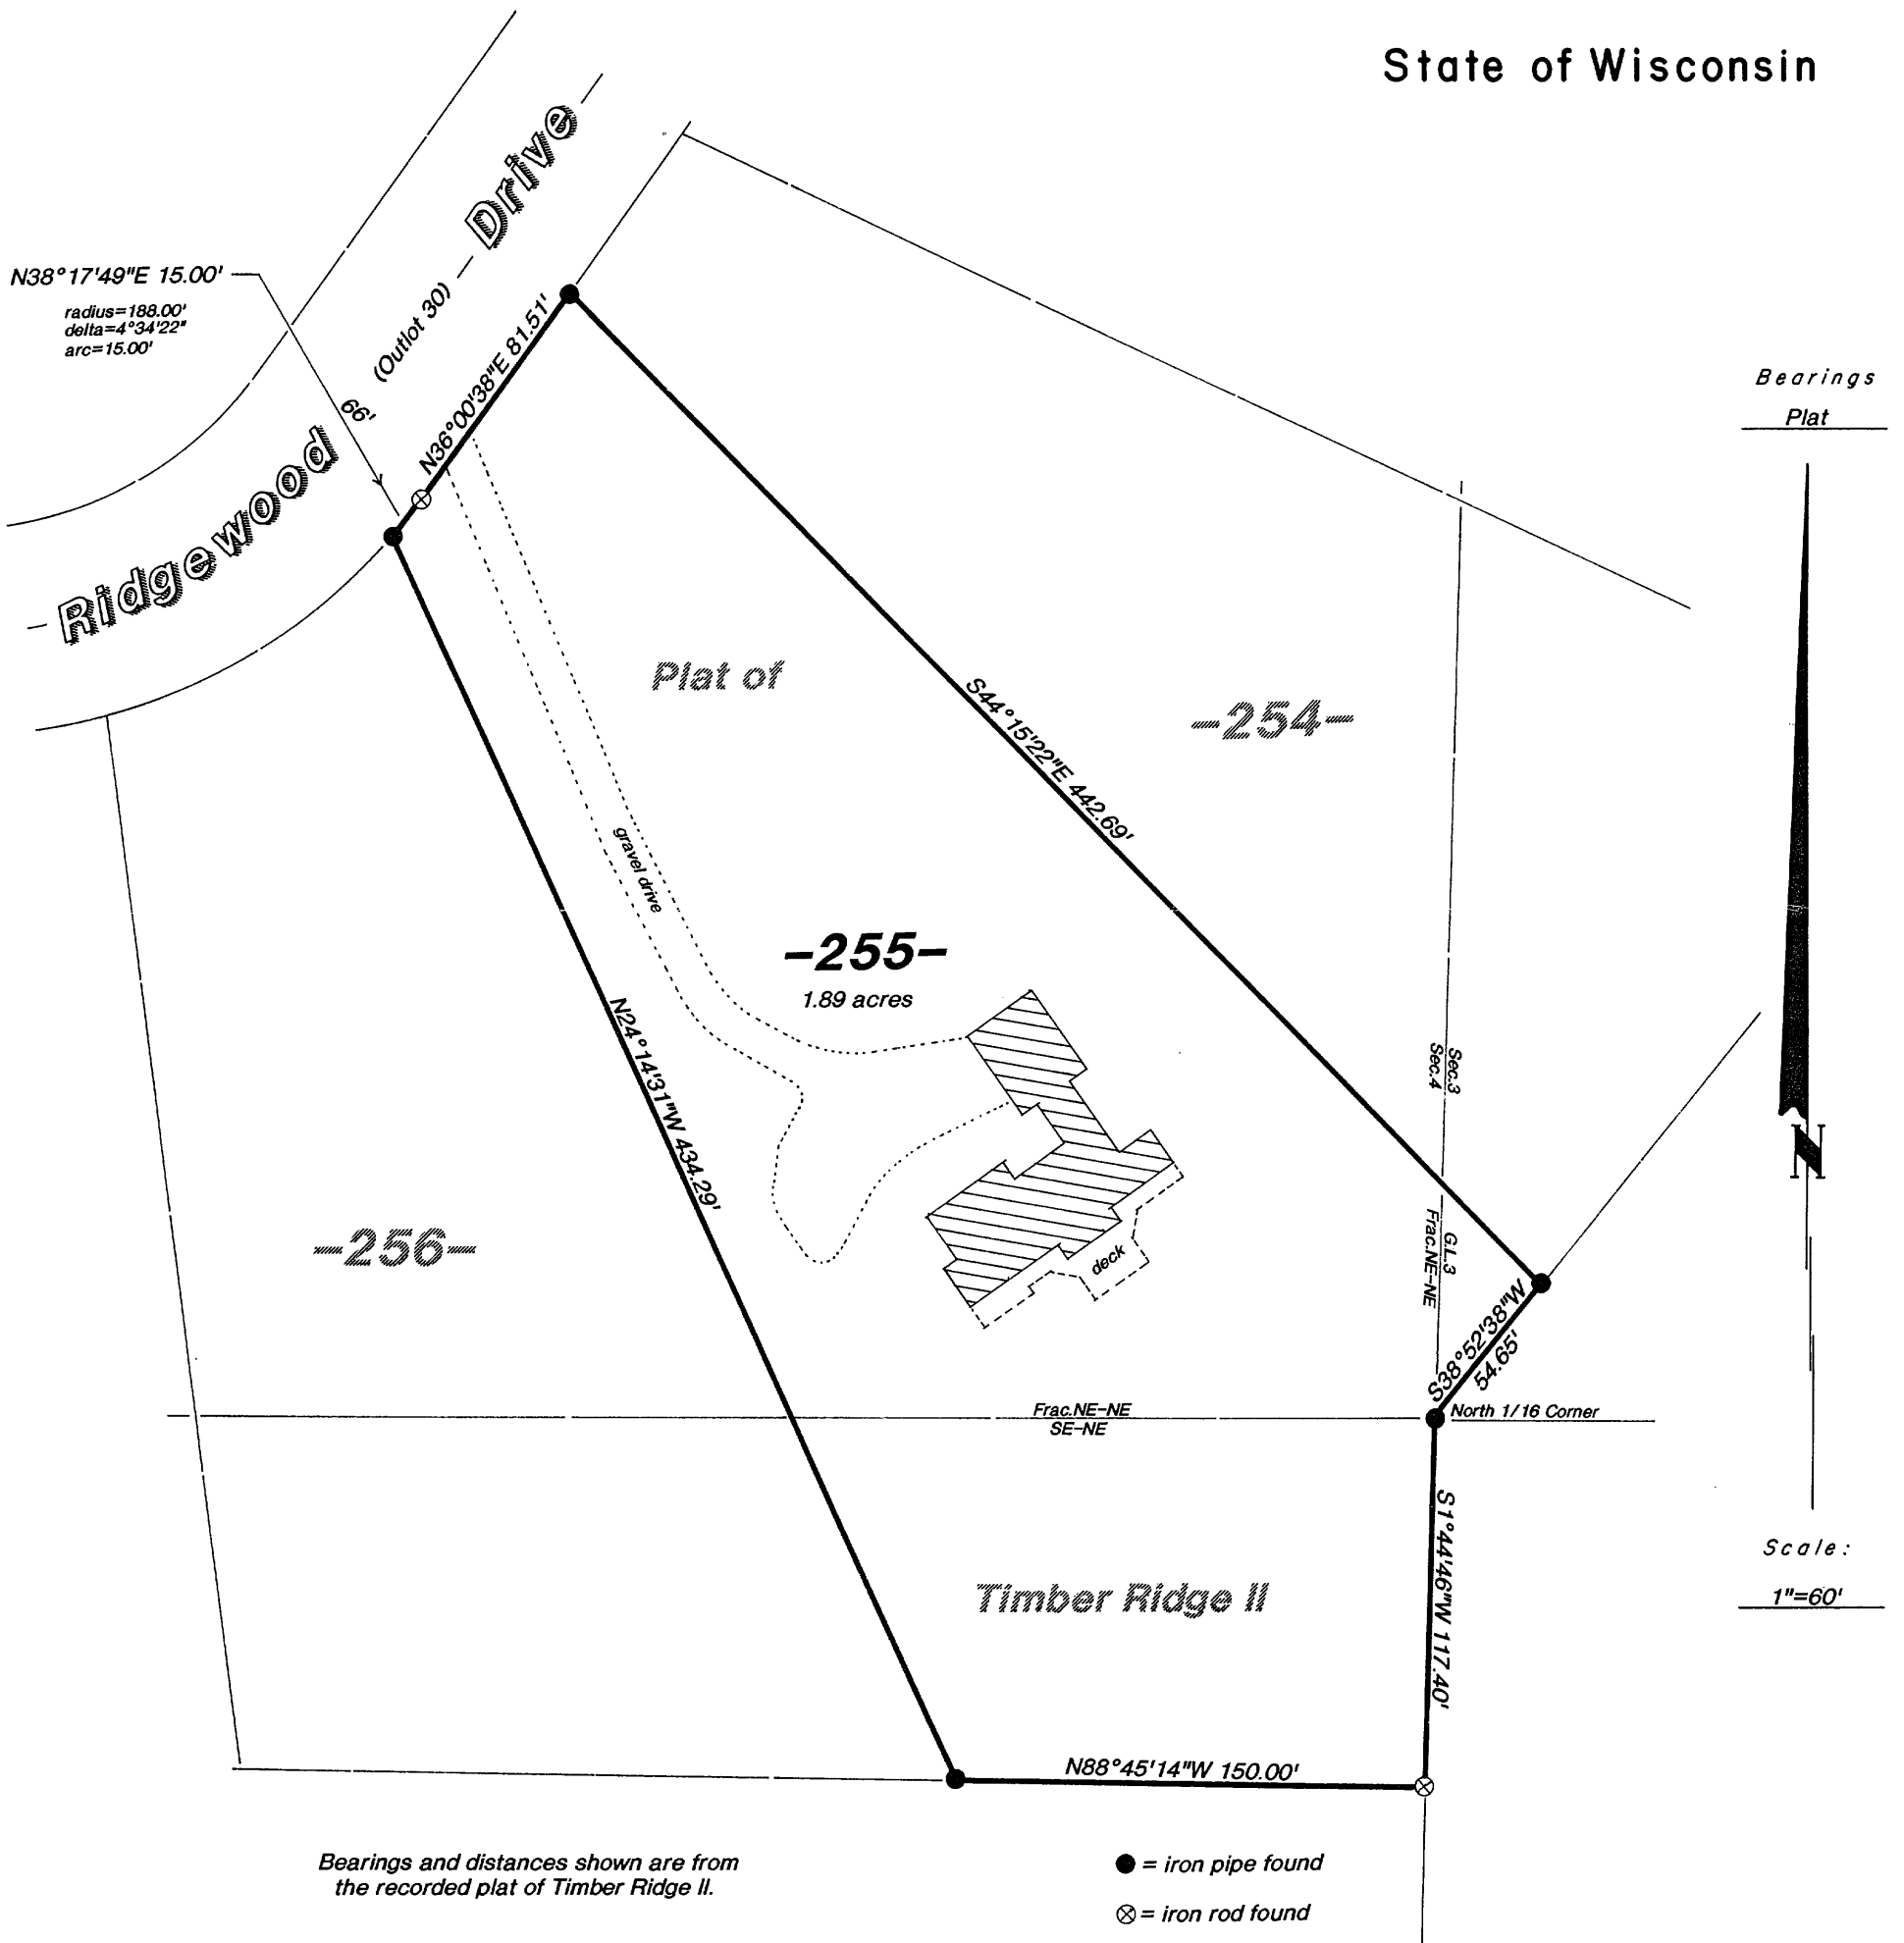 State of Wisconsin
– Ridgewood
66'
(Outlot 30)
– Drive –
N38°17'49"E 15.00'
radius=188.00'
delta=4°34'22"
arc=15.00'
N36°00'38"E 81.51'
Bearings
Plat
Plat of
-254-
S44°15'22"E 442.69'
gravel drive
-255-
1.89 acres
N24°14'31"W 434.29'
Sec.3
Sec.4
N
-256-
G.L.3
Frac.NE-NE
deck
S38°52'38"W
54.65'
Frac.NE-NE
SE-NE
North 1/16 Corner
S1°44'46"W 117.40'
Scale:
1"=60'
Timber Ridge II
N88°45'14"W 150.00'
Bearings and distances shown are from
the recorded plat of Timber Ridge II.
= iron pipe found
= iron rod found